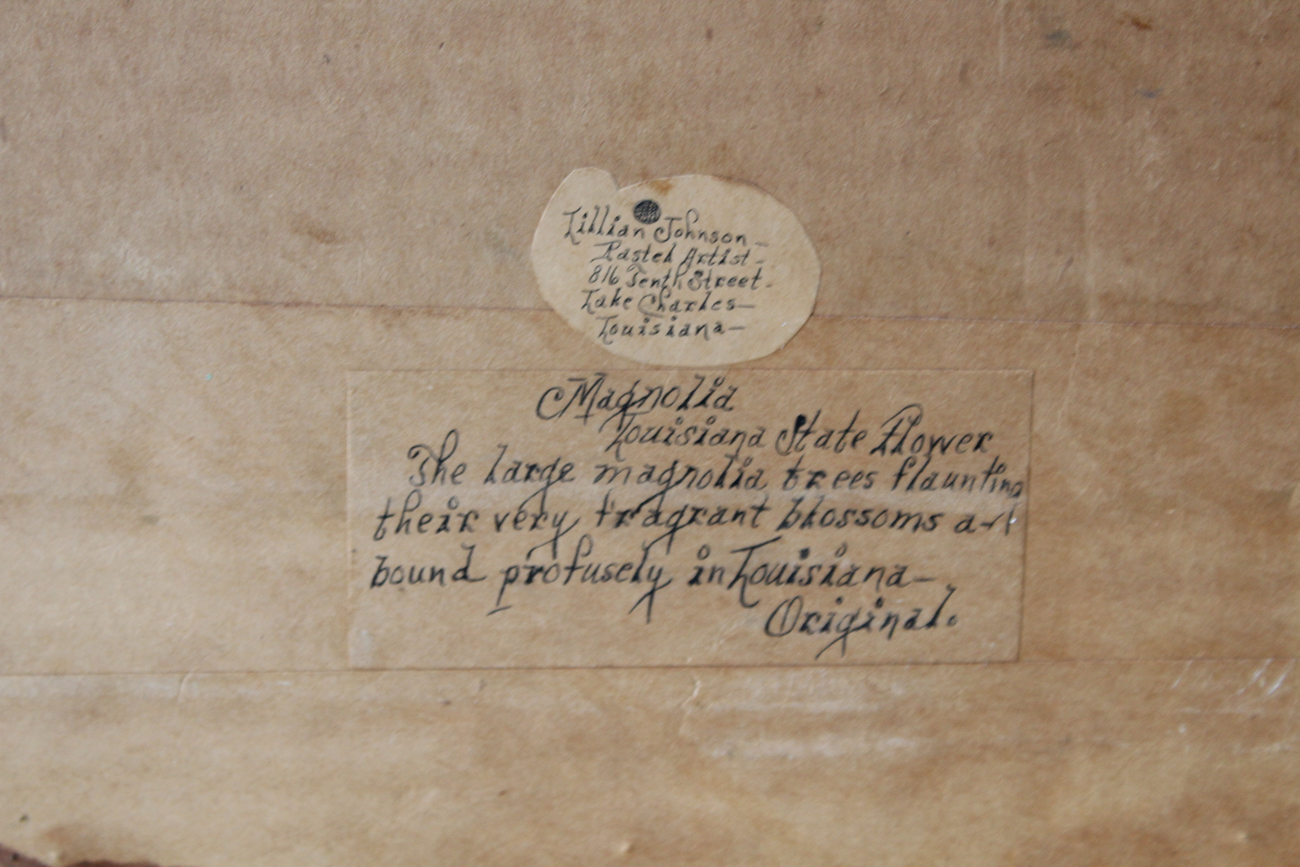 Lillian Johnson -
Pastel Artist -
816 Tenth Street -
Lake Charles -
Louisiana -
Magnolia
Louisiana State Flower
The large magnolia trees flaunting
their very fragrant blossoms
bound profusely in Louisiana -
Original.